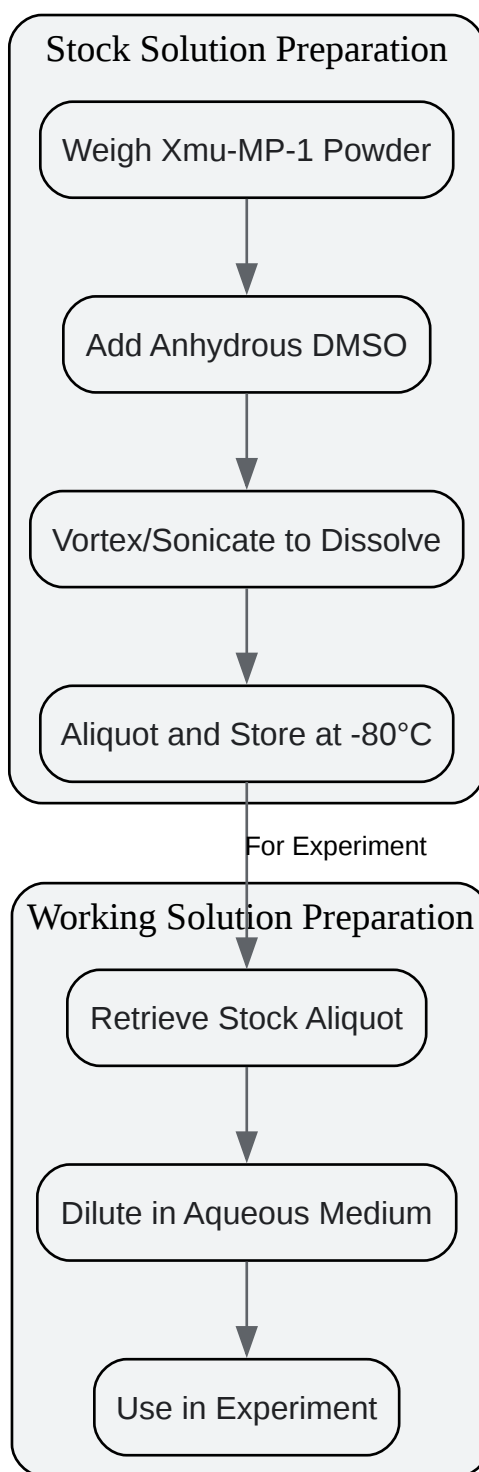 Stock Solution Preparation
Weigh Xmu-MP-1 Powder
Add Anhydrous DMSO
Vortex/Sonicate to Dissolve
Aliquot and Store at -80°C
For Experiment
Working Solution Preparation
Retrieve Stock Aliquot
Dilute in Aqueous Medium
Use in Experiment